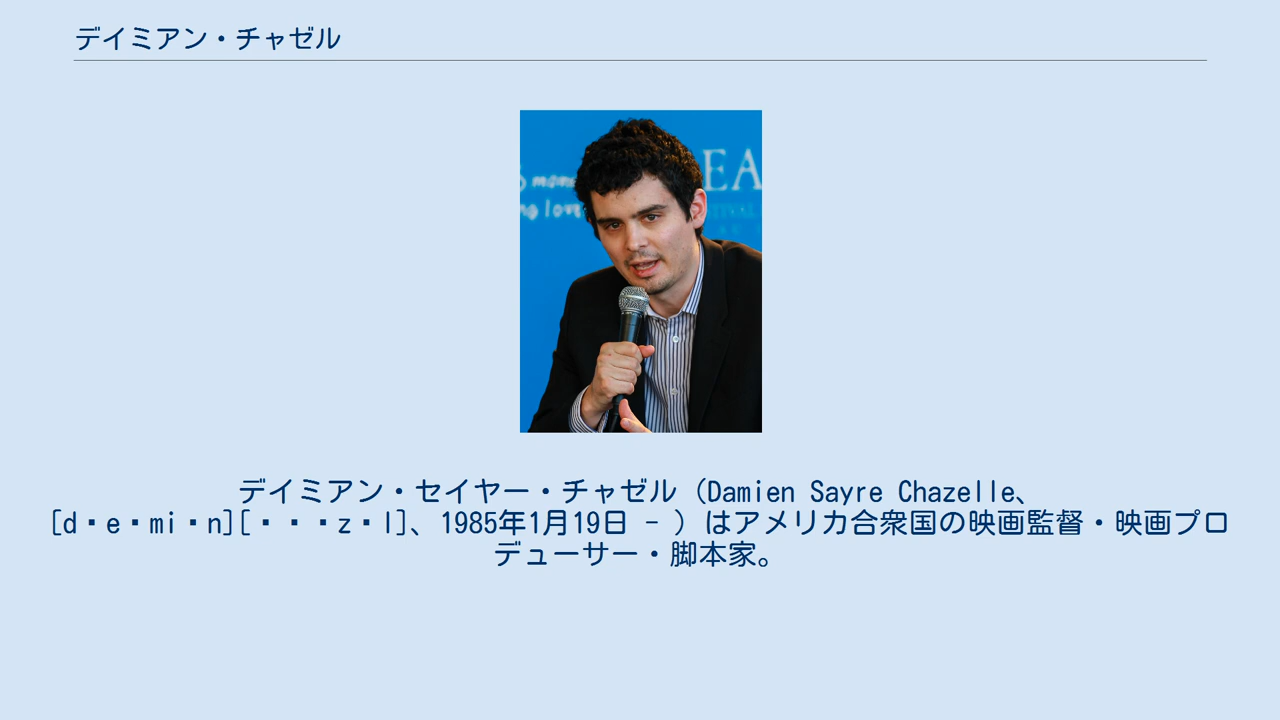 デイミアン・チャゼル
EA
デイミアン・セイヤー・チャゼル（Damien Sayre Chazelle、
[d・e・mi・n][・・・z・l]、1985年1月19日 - ）はアメリカ合衆国の映画監督・映画プロ
デューサー・脚本家。